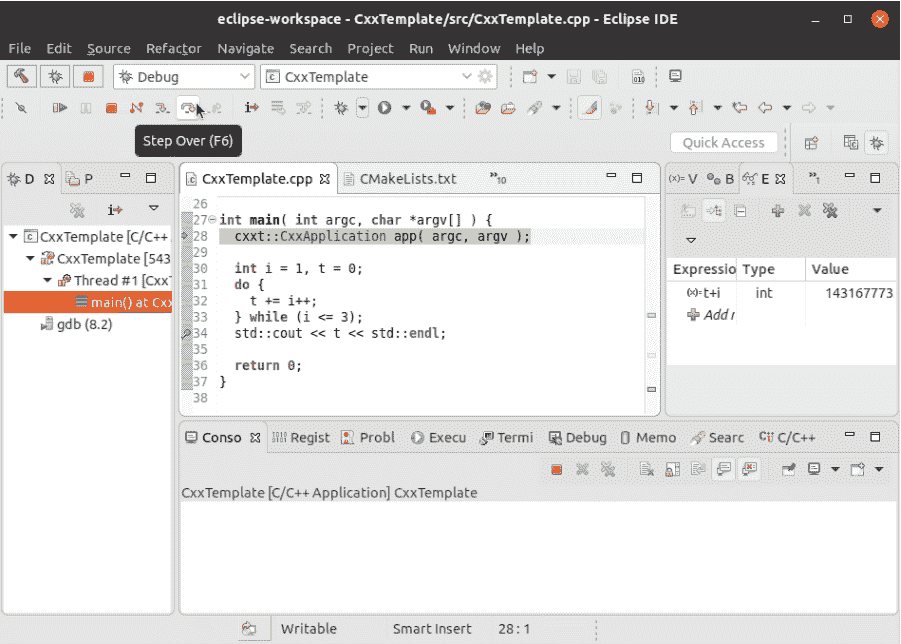 eclipse-workspace - CxxTemplate/src/CxxTemplate.cpp - Eclipse IDE
File Edit Source Refactor Navigate Search Project Run Window Help
Debug CxxTemplate
010
Step Over (F6)
Quick Access
D P CxxTemplate.cpp CMakeLists.txt »10 (x)= V B E »1
CxxTemplate [C/C++
CxxTemplate [543
Thread #1 [Cxx
main() at Cxx
gdb (8.2)
26
27 int main( int argc, char *argv[] ) {
28 cxxt::CxxApplication app( argc, argv );
29
30 int i = 1, t = 0;
31 do {
32 t += i++;
33 } while (i <= 3);
34 std::cout << t << std::endl;
35
36 return 0;
37 }
38
Expressio Type Value
(x)= t+i int 143167773
Add
Conso Regist Probl Execu Termi Debug Memo Searc C/C++
CxxTemplate [C/C++ Application] CxxTemplate
Writable Smart Insert 28 : 1